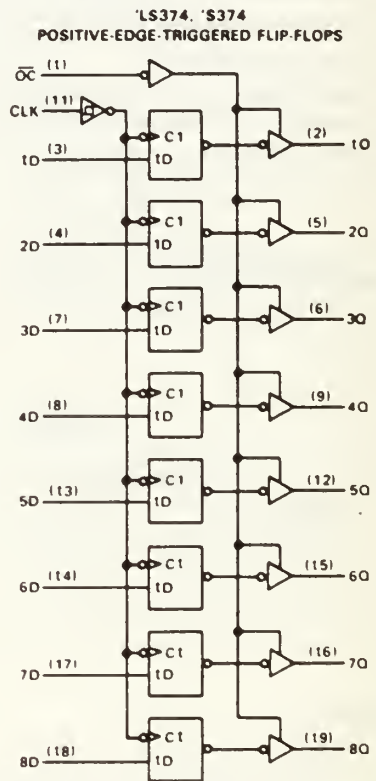 'LS374, 'S374
POSITIVE-EDGE-TRIGGERED FLIP-FLOPS
OC (1)
CLK (11)
C1
(2)
1Q
1D (3)
1D
C1
(5)
2Q
2D (4)
1D
C1
(6)
3Q
3D (7)
1D
C1
(9)
4Q
4D (8)
1D
C1
(12)
5Q
5D (13)
1D
C1
(15)
6Q
6D (14)
1D
C1
(16)
7Q
7D (17)
1D
C1
(19)
8Q
8D (18)
1D